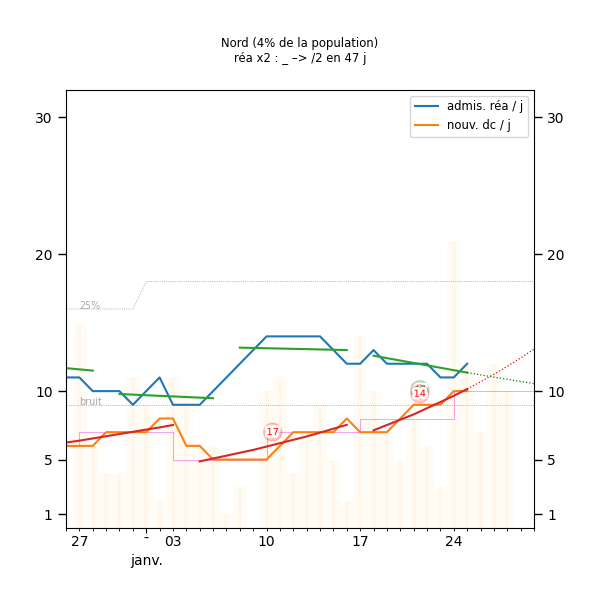 Nord (4% de la population)
réa x2 : _ –> /2 en 47 j
admis. réa / j
nouv. dc / j
30 30
20 20
25%
10 10
bruit
14
17
5 5
1 1
27 - 03 10 17 24
janv.